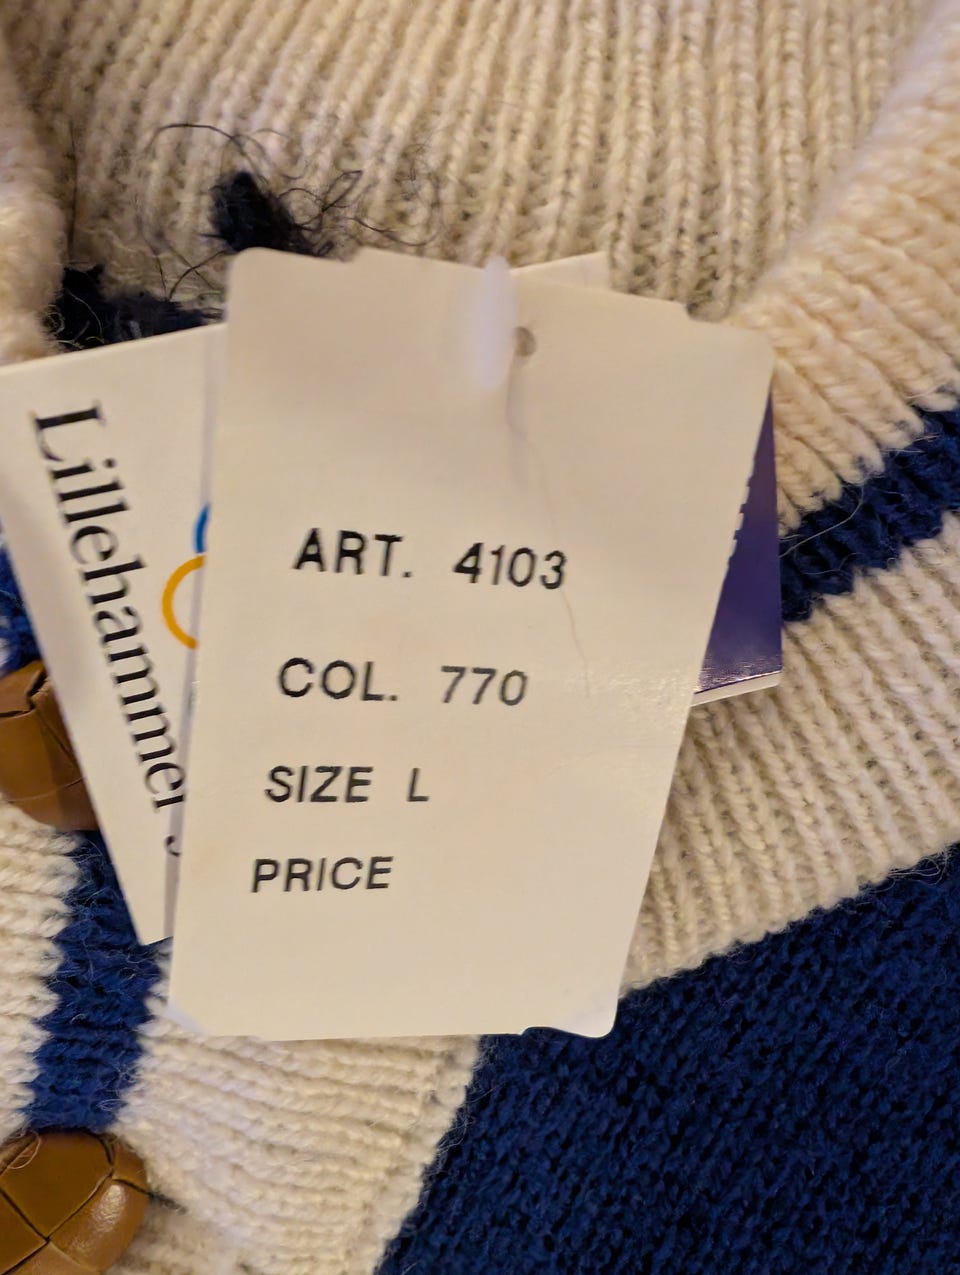 Lillehammer
ART. 4103
COL. 770
SIZE L
PRICE